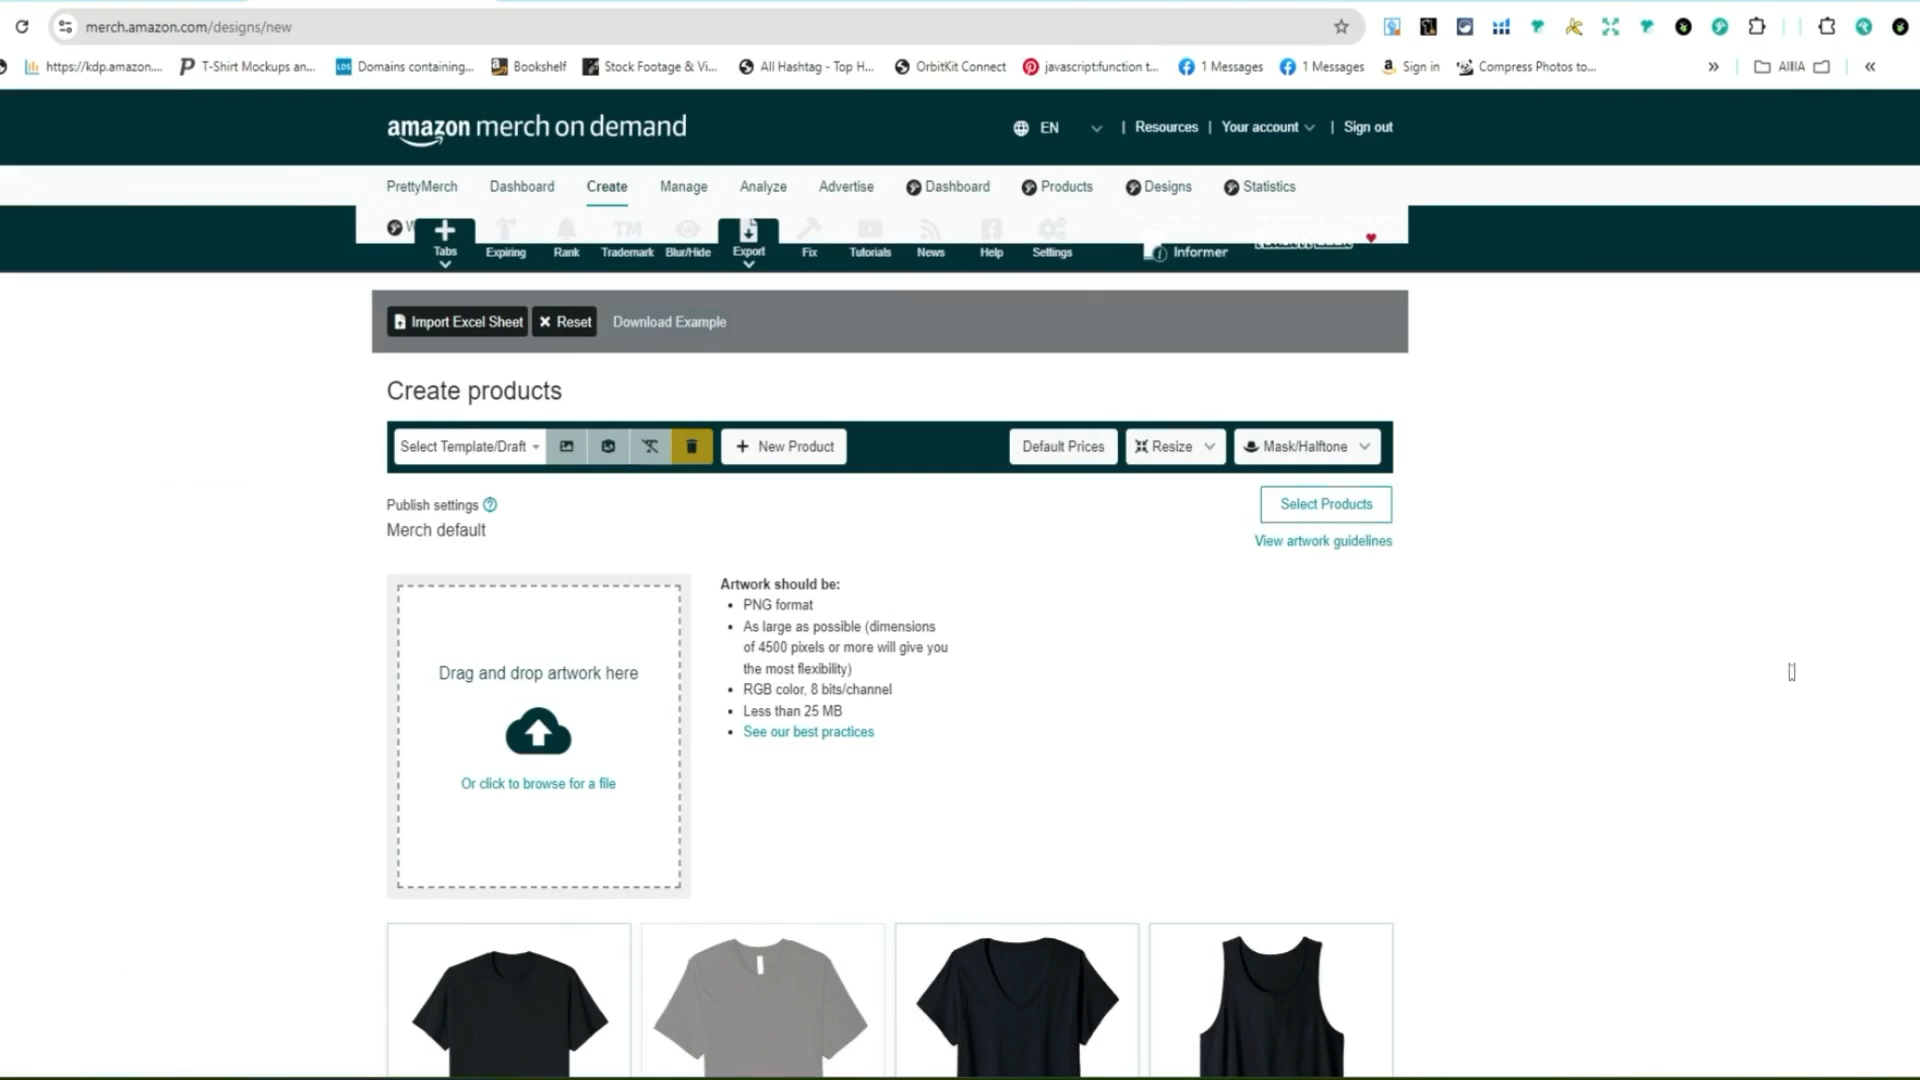 merch.amazon.com/designs/new
https://kdp.amazon.... T-Shirt Mockups an... LDS Domains containing... Bookshelf Stock Footage & Vi... All Hashtag - Top H... OrbitKit Connect javascript:function t... 1 Messages 1 Messages Sign in Compress Photos to... » AIIIA «
amazon merch on demand
EN | Resources | Your account | Sign out
PrettyMerch Dashboard Create Manage Analyze Advertise Dashboard Products Designs Statistics
TM
Tabs Expiring Rank Trademark Blur/Hide Export Fix Tutorials News Help Settings Informer
Import Excel Sheet Reset Download Example
Create products
Select Template/Draft New Product Default Prices Resize Mask/Halftone
Publish settings
Select Products
Merch default
View artwork guidelines
Drag and drop artwork here
Or click to browse for a file
Artwork should be:
• PNG format
• As large as possible (dimensions
of 4500 pixels or more will give you
the most flexibility)
• RGB color, 8 bits/channel
• Less than 25 MB
• See our best practices